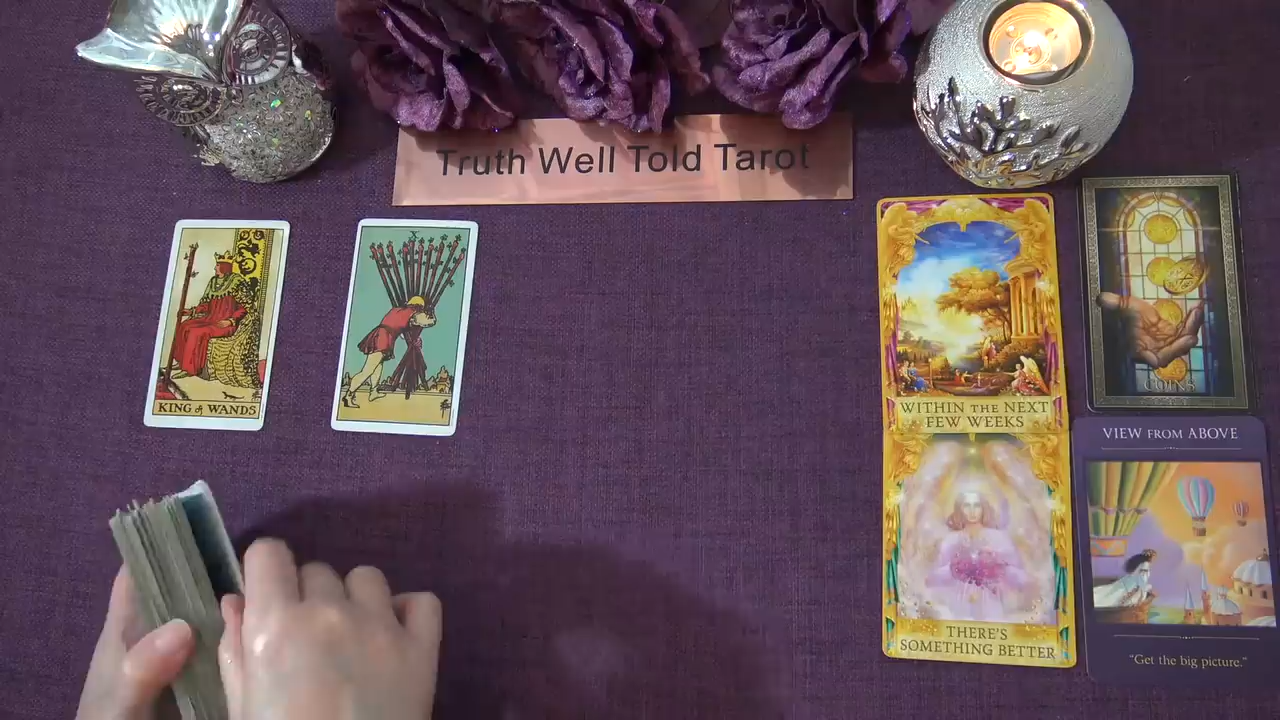 Truth Well Told Tarot
KING of WANDS
X
WITHIN THE NEXT
FEW WEEKS
THERE'S
SOMETHING BETTER
COINS
VIEW FROM ABOVE
"Get the big picture."